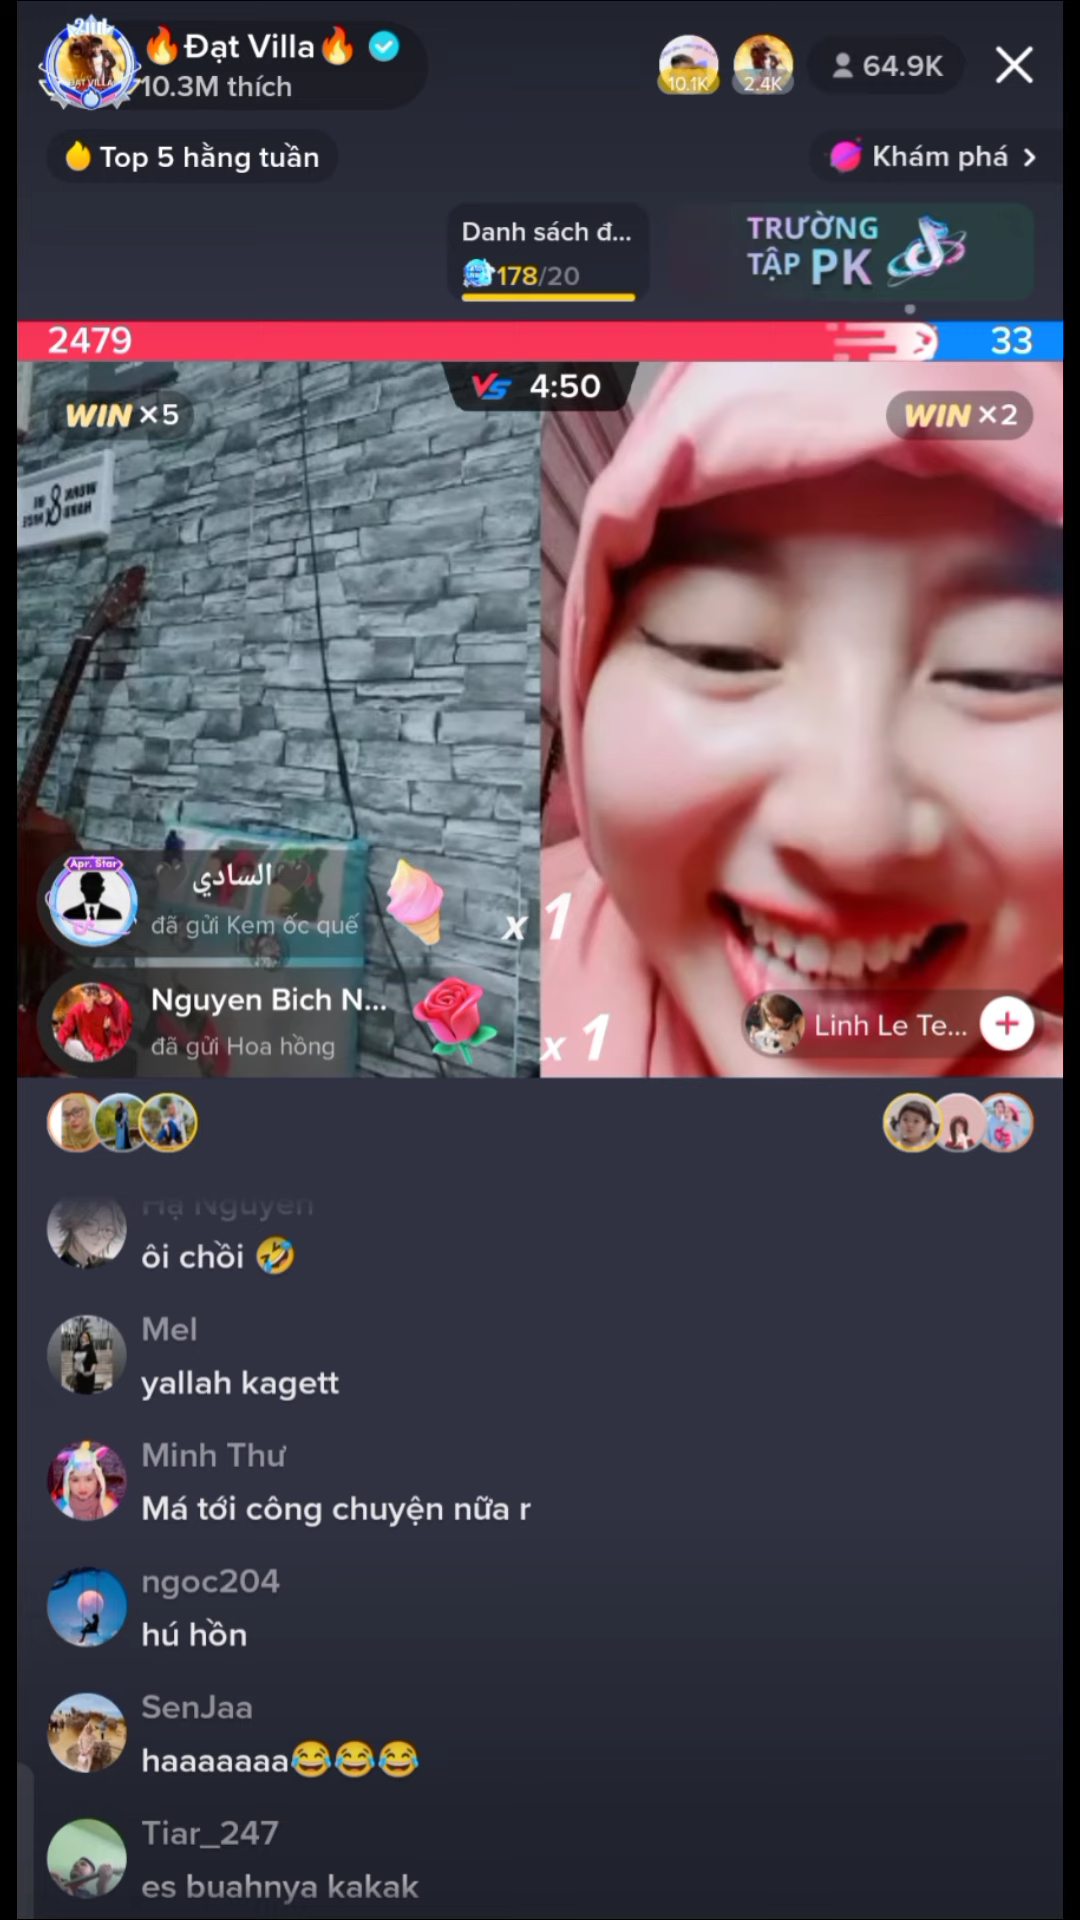 🔥Đạt Villa🔥
10.3M thích
10.1K
2.4K
64.9K
Top 5 hằng tuần
Khám phá
Danh sách đ...
178/20
TRƯỜNG
TẬP PK
2479
33
VS 4:50
WIN ×5
WIN ×2
Apr. Star
السادي
đã gửi Kem ốc quế
x 1
Nguyen Bich N...
đã gửi Hoa hồng
x 1
Linh Le Te...
Hạ Nguyen
ôi chồi 🤣
Mel
yallah kagett
Minh Thư
Má tới công chuyện nữa r
ngoc204
hú hồn
SenJaa
haaaaaaa😂😂😂
Tiar_247
es buahnya kakak